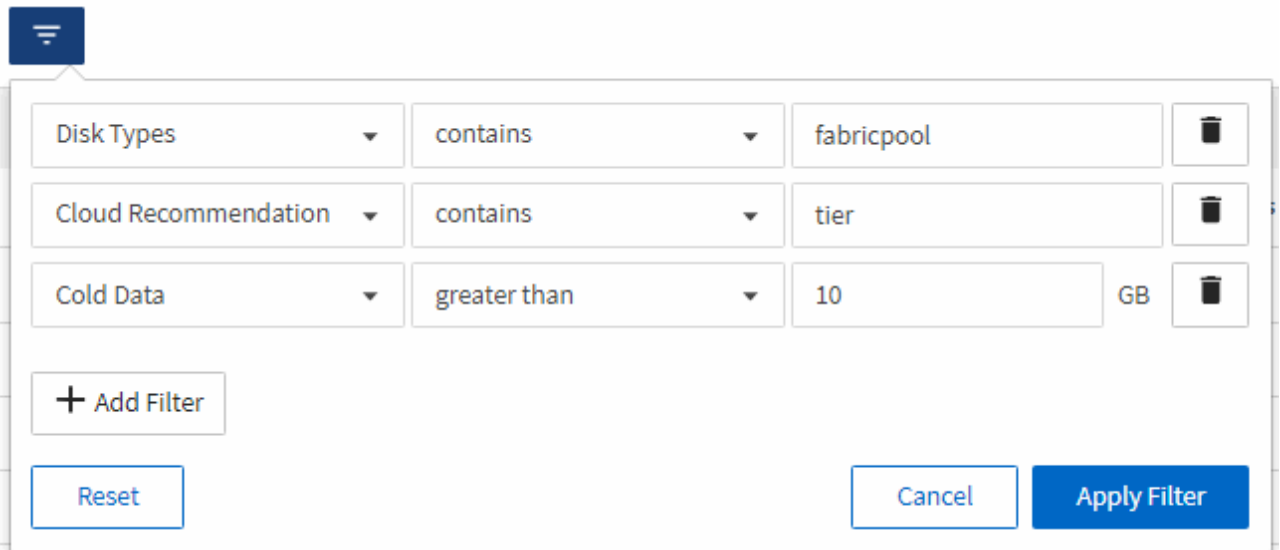 Disk Types contains fabricpool
Cloud Recommendation contains tier
Cold Data greater than 10 GB
Add Filter
Reset Cancel Apply Filter